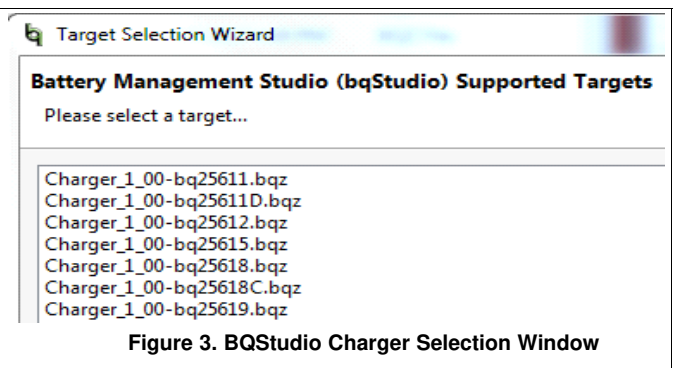 Target Selection Wizard
Battery Management Studio (bqStudio) Supported Targets
Please select a target...
Charger_1_00-bq25611.bqz
Charger_1_00-bq25611D.bqz
Charger_1_00-bq25612.bqz
Charger_1_00-bq25615.bqz
Charger_1_00-bq25618.bqz
Charger_1_00-bq25618C.bqz
Charger_1_00-bq25619.bqz
Figure 3. BQStudio Charger Selection Window